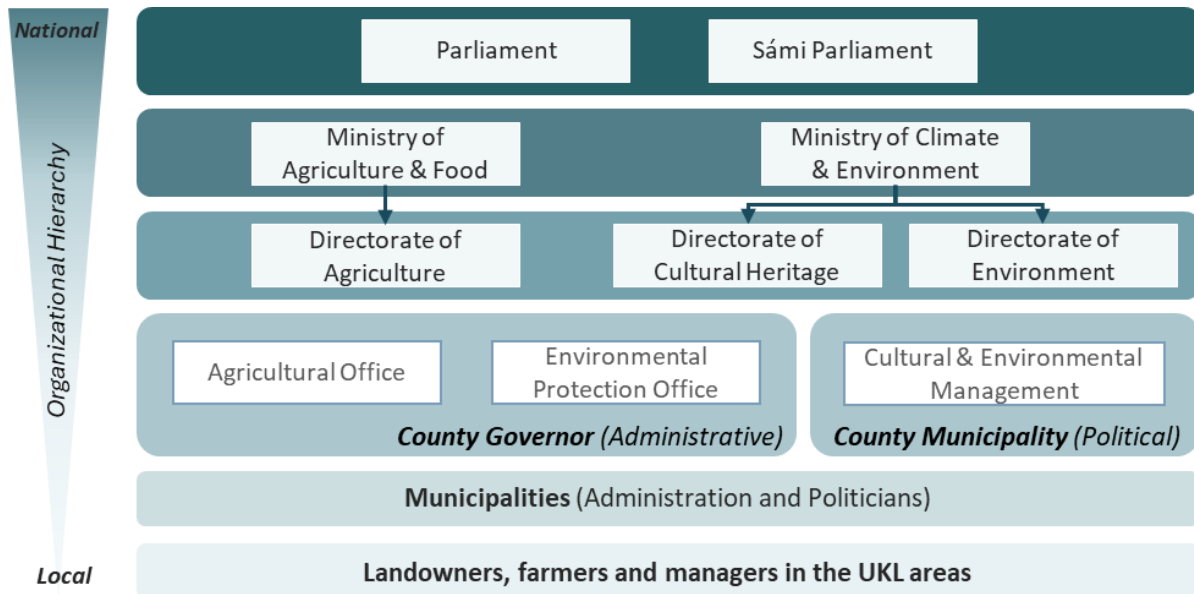 National
Parliament
Sámi Parliament
Organizational Hierarchy
Ministry of
Agriculture & Food
Ministry of Climate
& Environment
Directorate of
Agriculture
Directorate of
Cultural Heritage
Directorate of
Environment
Agricultural Office
Environmental
Protection Office
County Governor (Administrative)
Cultural & Environmental
Management
County Municipality (Political)
Municipalities (Administration and Politicians)
Local
Landowners, farmers and managers in the UKL areas